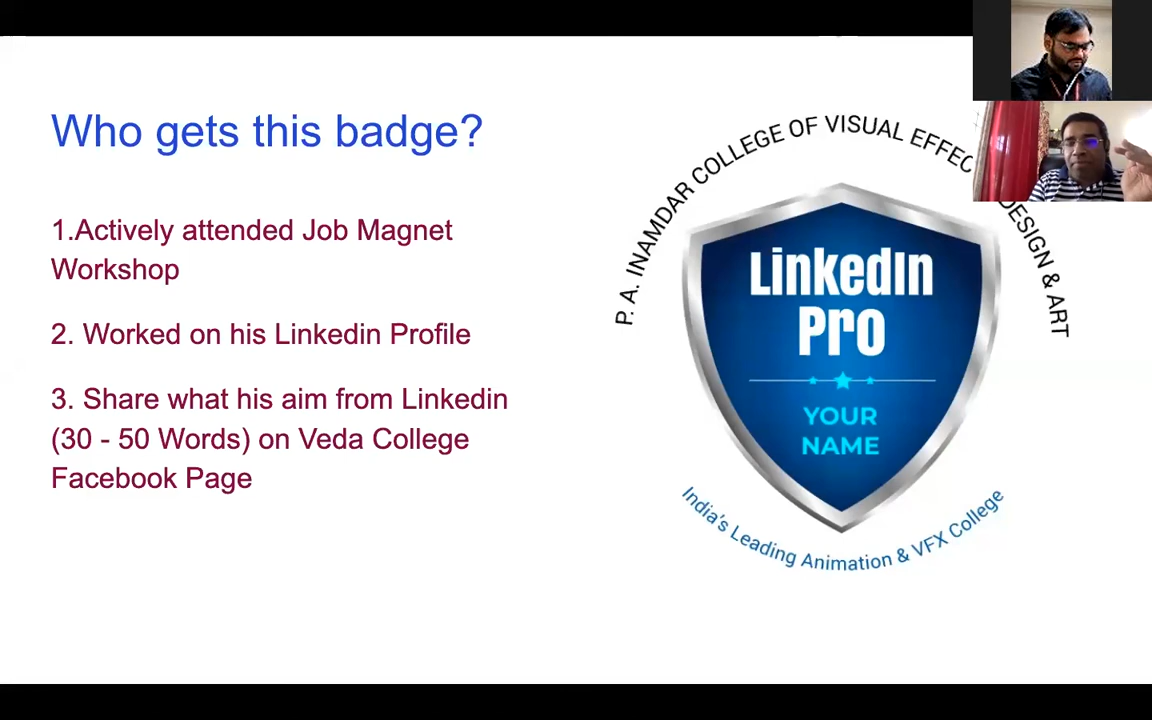 Who gets this badge?
1.Actively attended Job Magnet
Workshop
2. Worked on his Linkedin Profile
3. Share what his aim from Linkedin
(30 - 50 Words) on Veda College
Facebook Page
P. A. INAMDAR COLLEGE OF VISUAL EFFEC DESIGN & ART
LinkedIn
Pro
YOUR
NAME
India's Leading Animation & VFX College